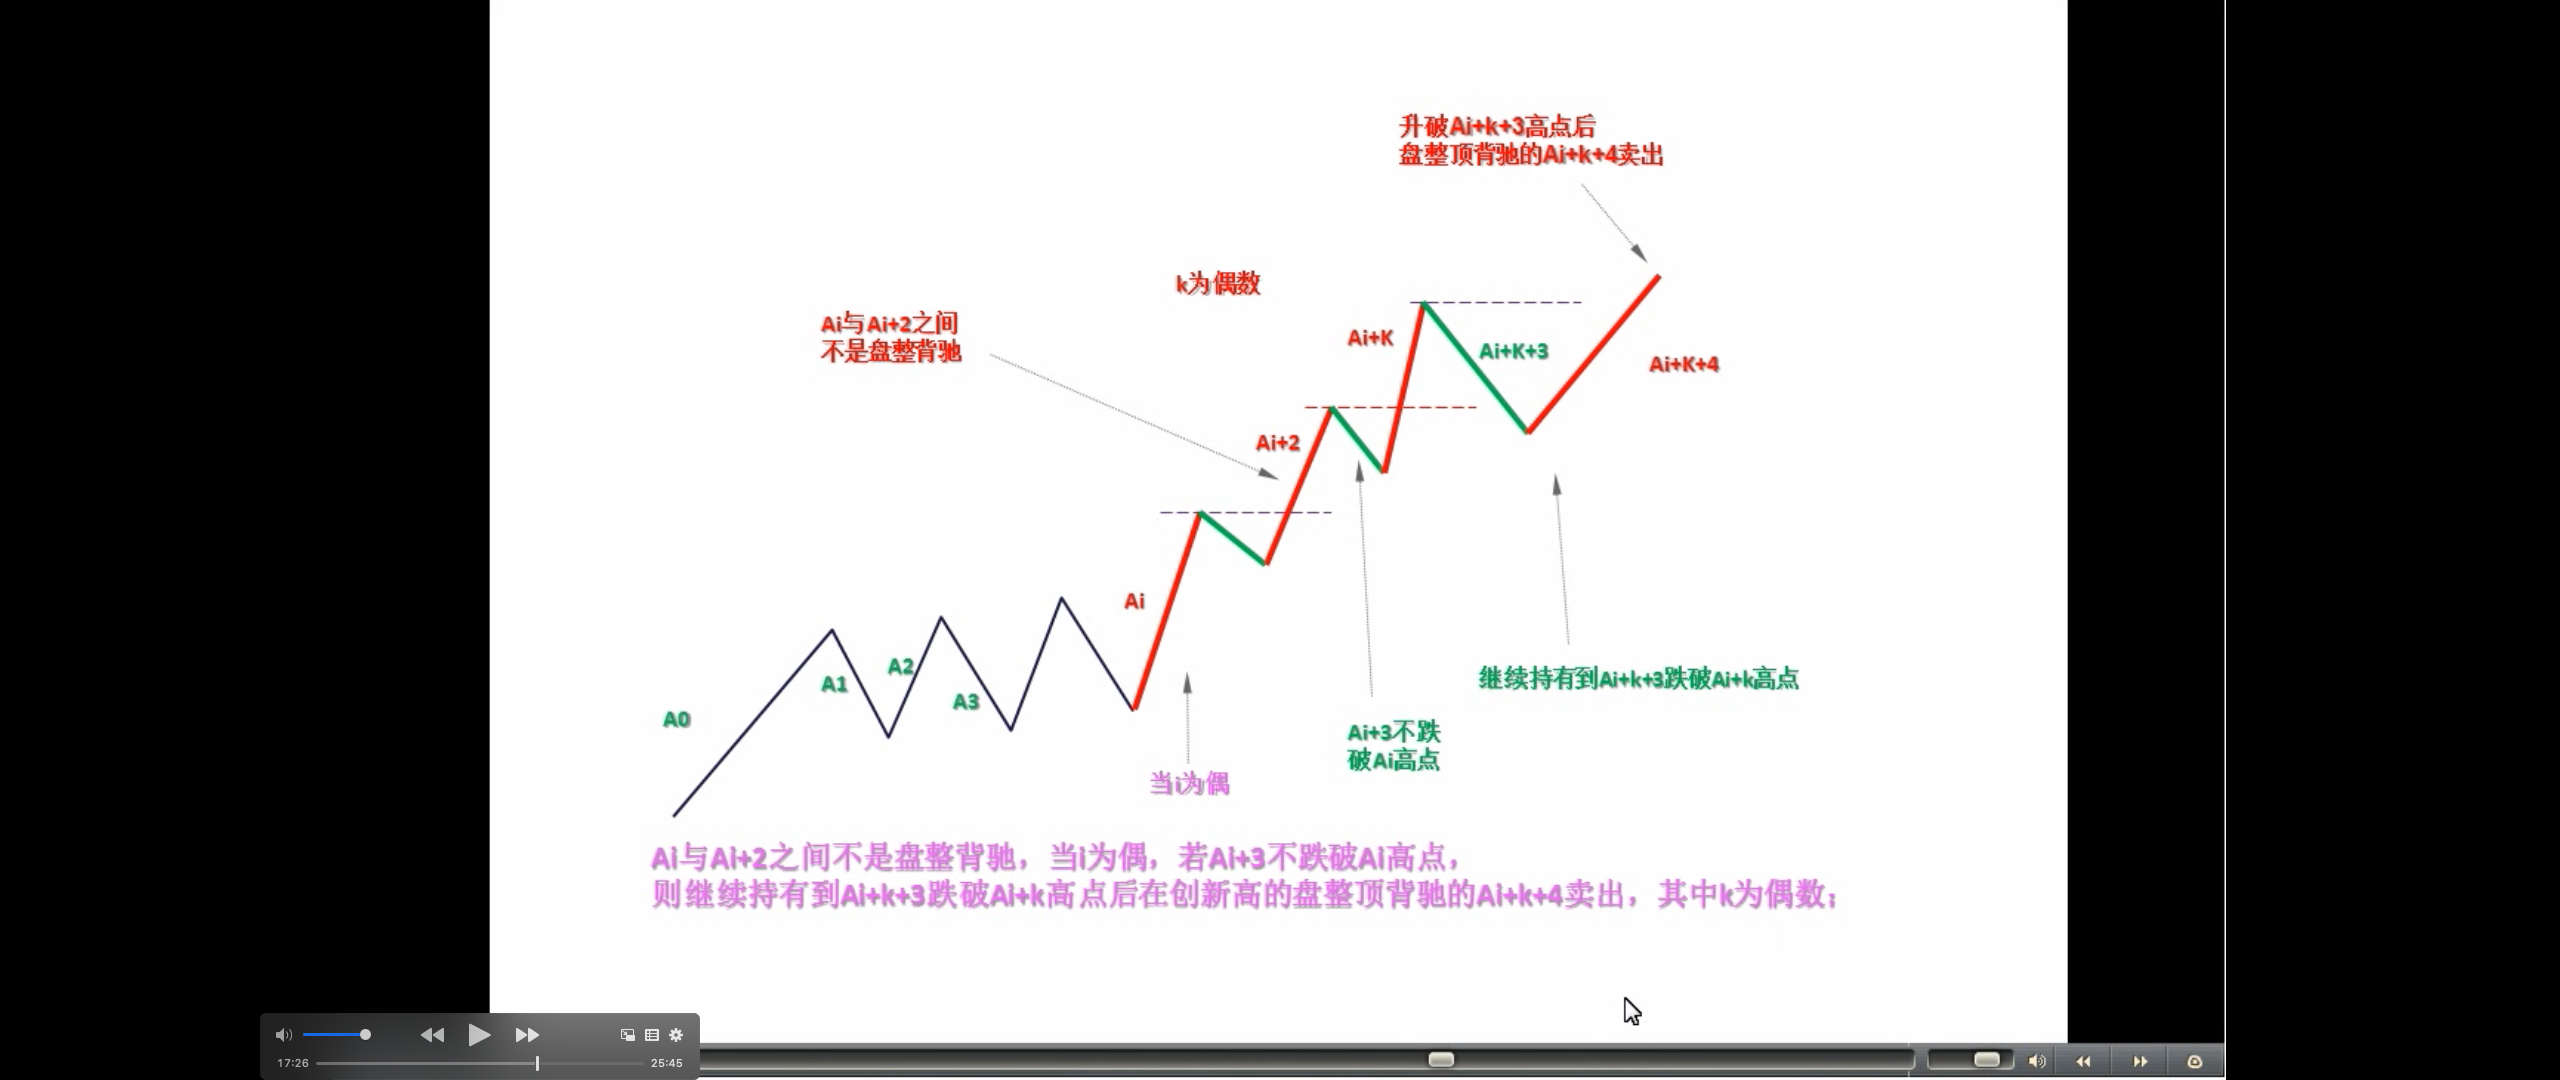 升破Ai+k+3高点后
盘整顶背驰的Ai+k+4卖出
k为偶数
Ai与Ai+2之间
不是盘整背驰
Ai+K
Ai+K+3
Ai+K+4
Ai+2
Ai
A2
A1
A3
A0
继续持有到Ai+k+3跌破Ai+k高点
Ai+3不跌
破Ai高点
当i为偶
Ai与Ai+2之间不是盘整背驰，当i为偶，若Ai+3不跌破Ai高点，
则继续持有到Ai+k+3跌破Ai+k高点后在创新高的盘整顶背驰的Ai+k+4卖出，其中k为偶数；
17:26
25:45